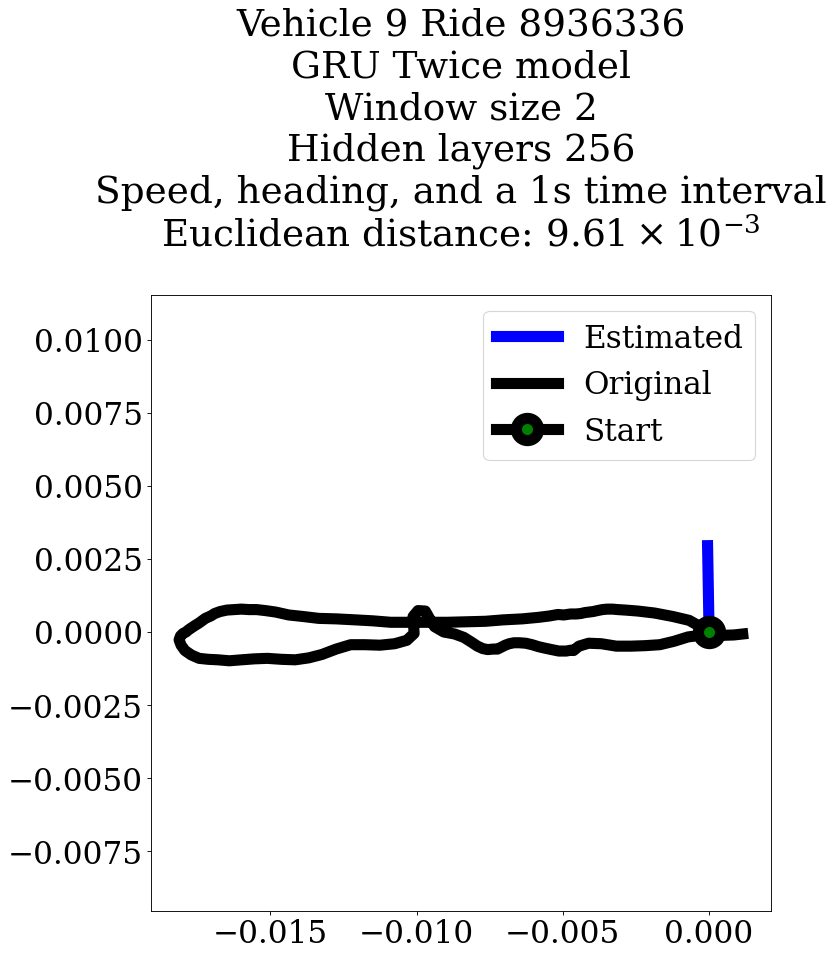 Vehicle 9 Ride 8936336
GRU Twice model
Window size 2
Hidden layers 256
Speed, heading, and a 1s time interval
Euclidean distance: 9.61 × 10⁻³
Estimated
Original
Start
0.0100
0.0075
0.0050
0.0025
0.0000
−0.0025
−0.0050
−0.0075
−0.015 −0.010 −0.005 0.000